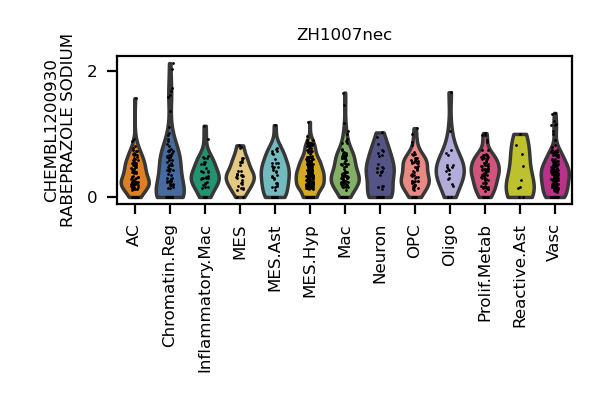 ZH1007nec
CHEMBL1200930
RABEPRAZOLE SODIUM
2
0
AC
Chromatin.Reg
Inflammatory.Mac
MES
MES.Ast
MES.Hyp
Mac
Neuron
OPC
Oligo
Prolif.Metab
Reactive.Ast
Vasc